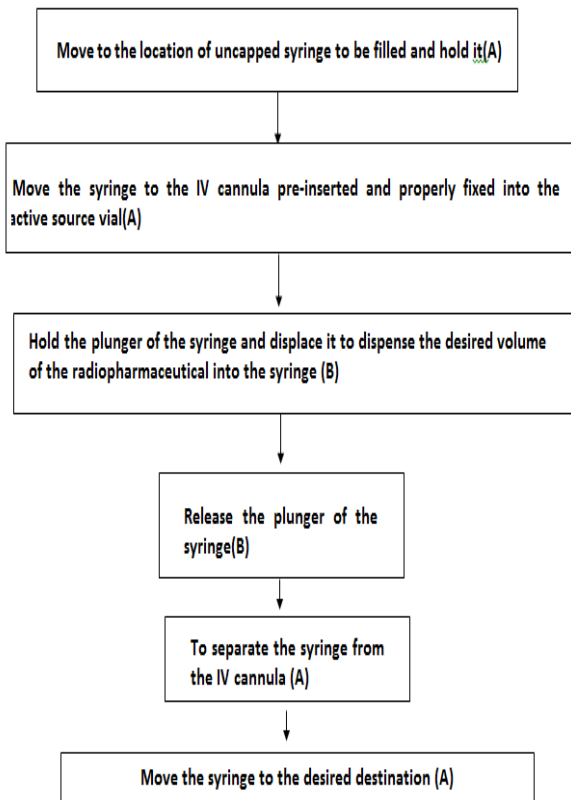 Move to the location of uncapped syringe to be filled and hold it(A)
Move the syringe to the IV cannula pre-inserted and properly fixed into the
active source vial(A)
Hold the plunger of the syringe and displace it to dispense the desired volume
of the radiopharmaceutical into the syringe (B)
Release the plunger of the
syringe(B)
To separate the syringe from
the IV cannula (A)
Move the syringe to the desired destination (A)